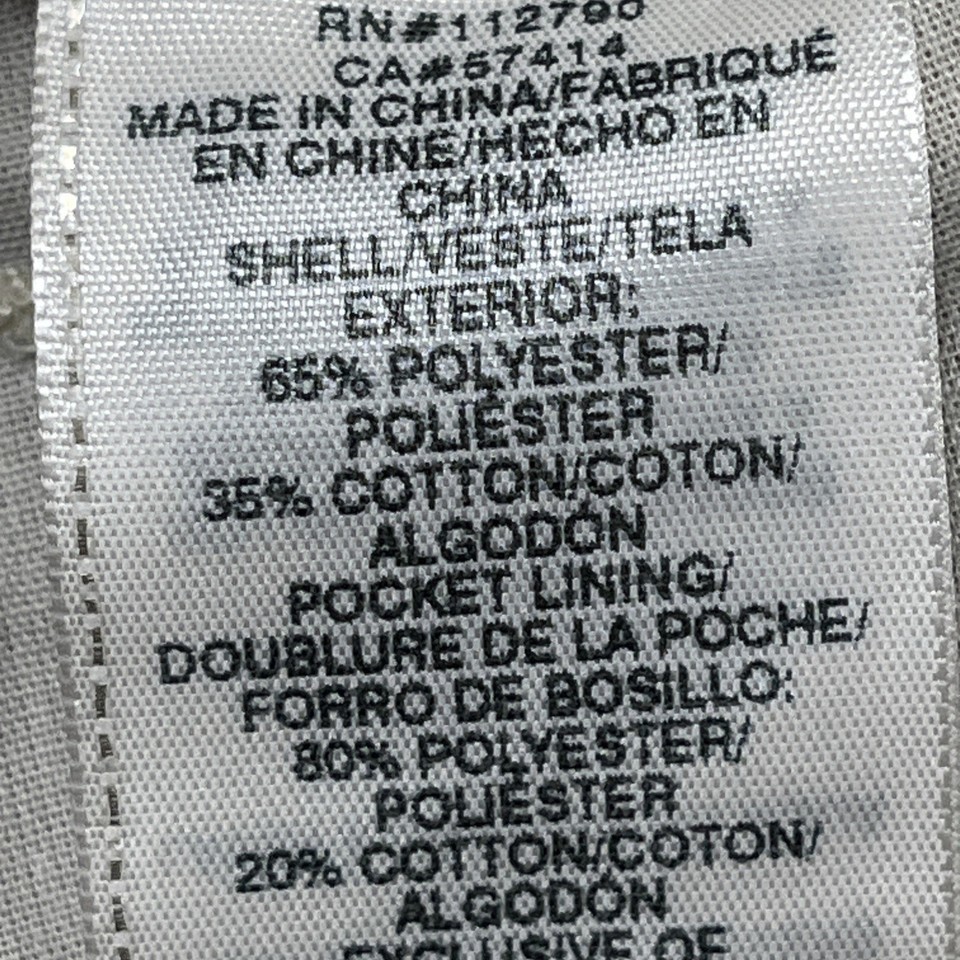 RN#112790
CA#57414
MADE IN CHINA/FABRIQUÉ
EN CHINE/HECHO EN
CHINA
SHELL/VESTE/TELA
EXTERIOR:
65% POLYESTER/
POLIÉSTER
35% COTTON/COTON/
ALGODÓN
POCKET LINING/
DOUBLURE DE LA POCHE/
FORRO DE BOSILLO:
80% POLYESTER/
POLIÉSTER
20% COTTON/COTON/
ALGODÓN
EXCLUSIVE OF